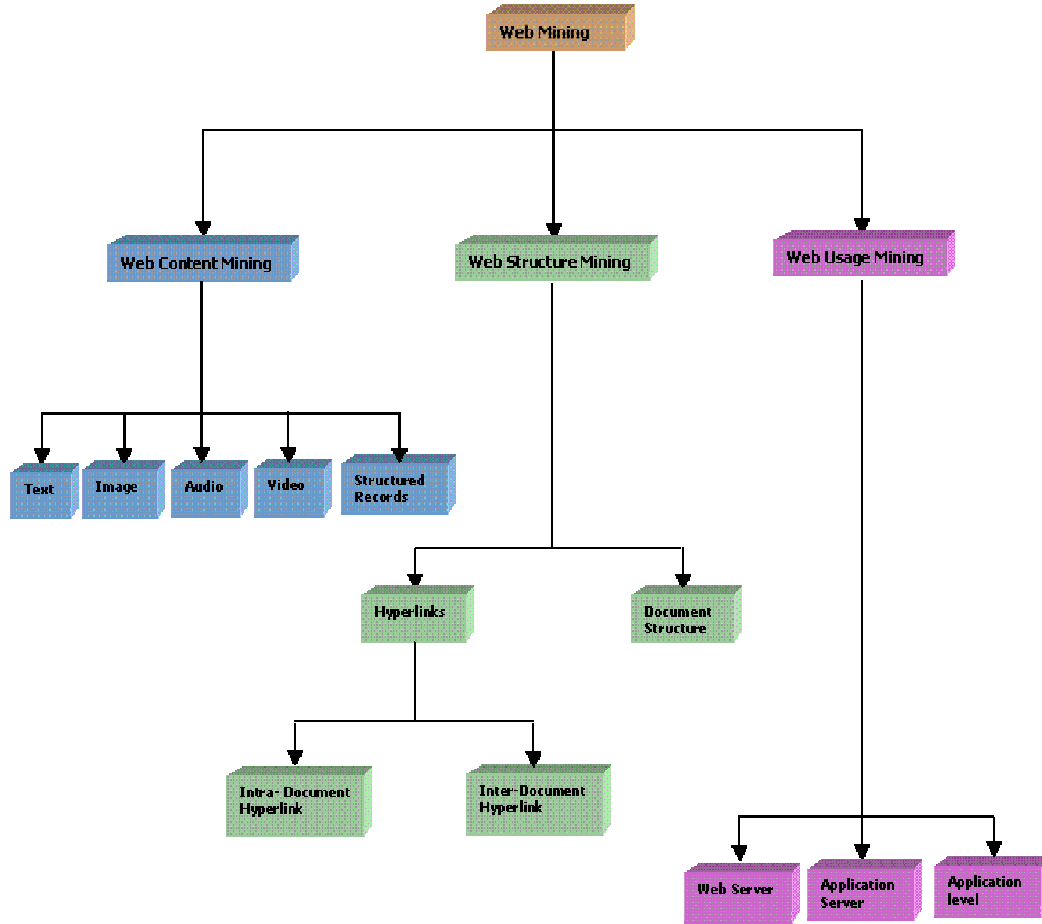 Web Mining
Web Content Mining
Web Structure Mining
Web Usage Mining
Text
Image
Audio
Video
Structured
Records
Hyperlinks
Document
Structure
Intra- Document
Hyperlink
Inter-Document
Hyperlink
Web Server
Application
Server
Application
level